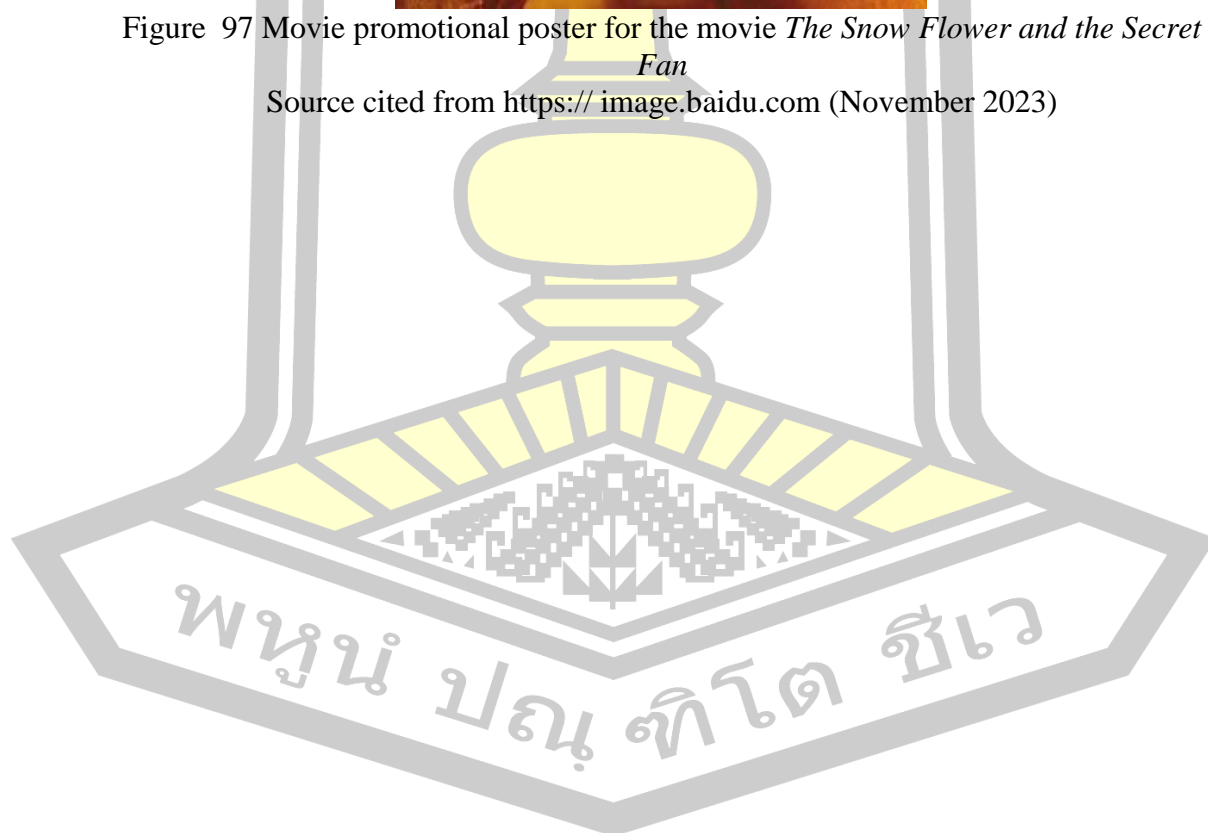 Figure 97 Movie promotional poster for the movie The Snow Flower and the Secret
Fan
Source cited from https:// image.baidu.com (November 2023)
พหูนํ ปณฺฑิโต ชีเว